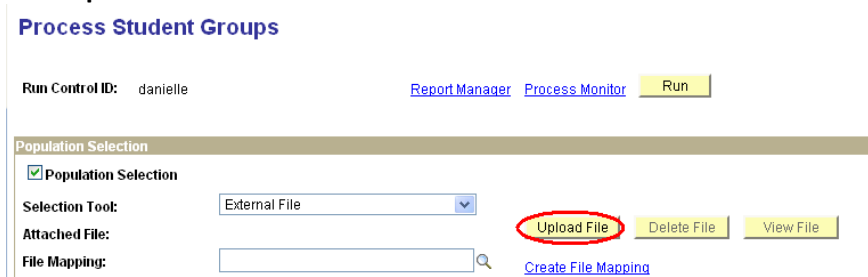 Process Student Groups
Run Control ID: danielle Report Manager Process Monitor Run
Population Selection
Population Selection
Selection Tool: External File
Attached File: Upload File Delete File View File
File Mapping: Create File Mapping